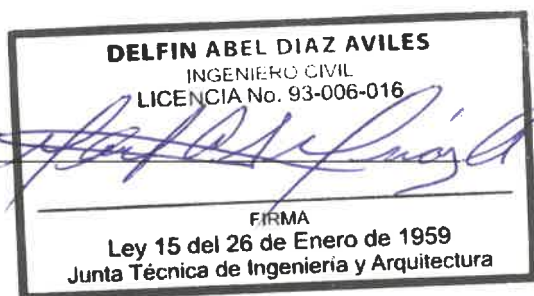 DELFIN ABEL DIAZ AVILES
INGENIERO CIVIL
LICENCIA No. 93-006-016
FIRMA
Ley 15 del 26 de Enero de 1959
Junta Técnica de Ingeniería y Arquitectura